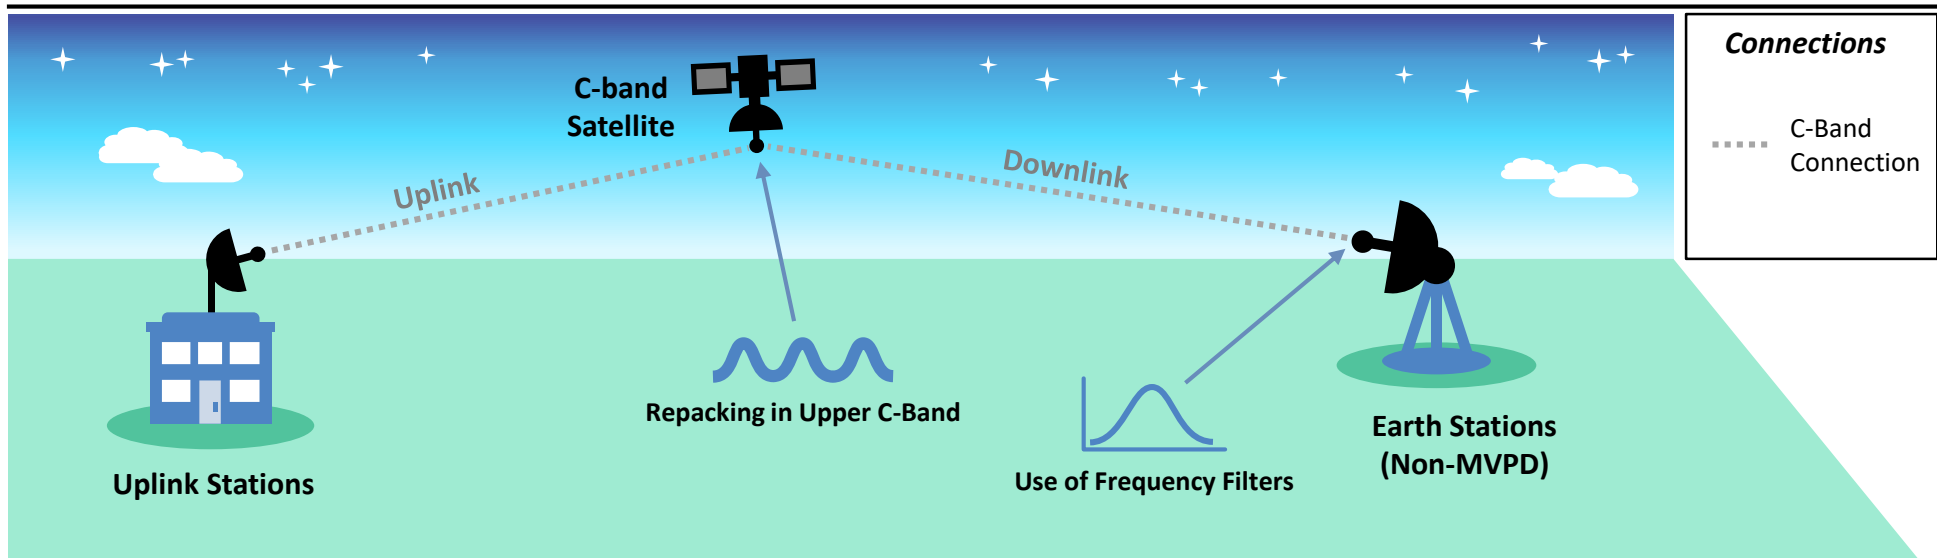 Connections
C-Band
Connection
C-band
Satellite
Uplink
Downlink
Repacking in Upper C-Band
Use of Frequency Filters
Uplink Stations
Earth Stations
(Non-MVPD)